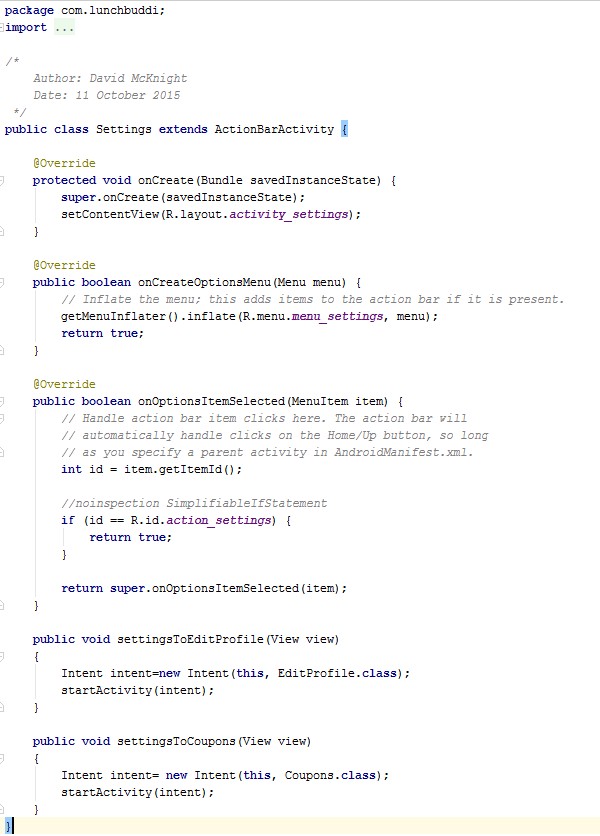 package com.lunchbuddi;
import ...

/*
    Author: David McKnight
    Date: 11 October 2015
 */
public class Settings extends ActionBarActivity {

    @Override
    protected void onCreate(Bundle savedInstanceState) {
        super.onCreate(savedInstanceState);
        setContentView(R.layout.activity_settings);
    }

    @Override
    public boolean onCreateOptionsMenu(Menu menu) {
        // Inflate the menu; this adds items to the action bar if it is present.
        getMenuInflater().inflate(R.menu.menu_settings, menu);
        return true;
    }

    @Override
    public boolean onOptionsItemSelected(MenuItem item) {
        // Handle action bar item clicks here. The action bar will
        // automatically handle clicks on the Home/Up button, so long
        // as you specify a parent activity in AndroidManifest.xml.
        int id = item.getItemId();

        //noinspection SimplifiableIfStatement
        if (id == R.id.action_settings) {
            return true;
        }

        return super.onOptionsItemSelected(item);
    }

    public void settingsToEditProfile(View view)
    {
        Intent intent=new Intent(this, EditProfile.class);
        startActivity(intent);
    }

    public void settingsToCoupons(View view)
    {
        Intent intent= new Intent(this, Coupons.class);
        startActivity(intent);
    }
}